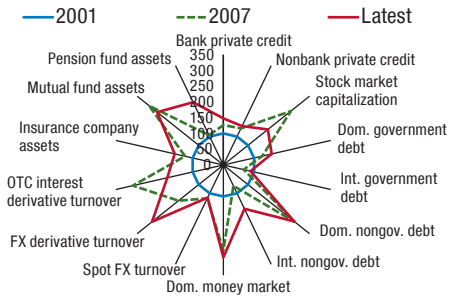 2001 2007 Latest
Bank private credit
Nonbank private credit
Stock market
capitalization
Dom. government
debt
Int. government
debt
Dom. nongov. debt
Int. nongov. debt
Dom. money market
Spot FX turnover
FX derivative turnover
OTC interest
derivative turnover
Insurance company
assets
Mutual fund assets
Pension fund assets
350
300
250
200
150
100
50
0